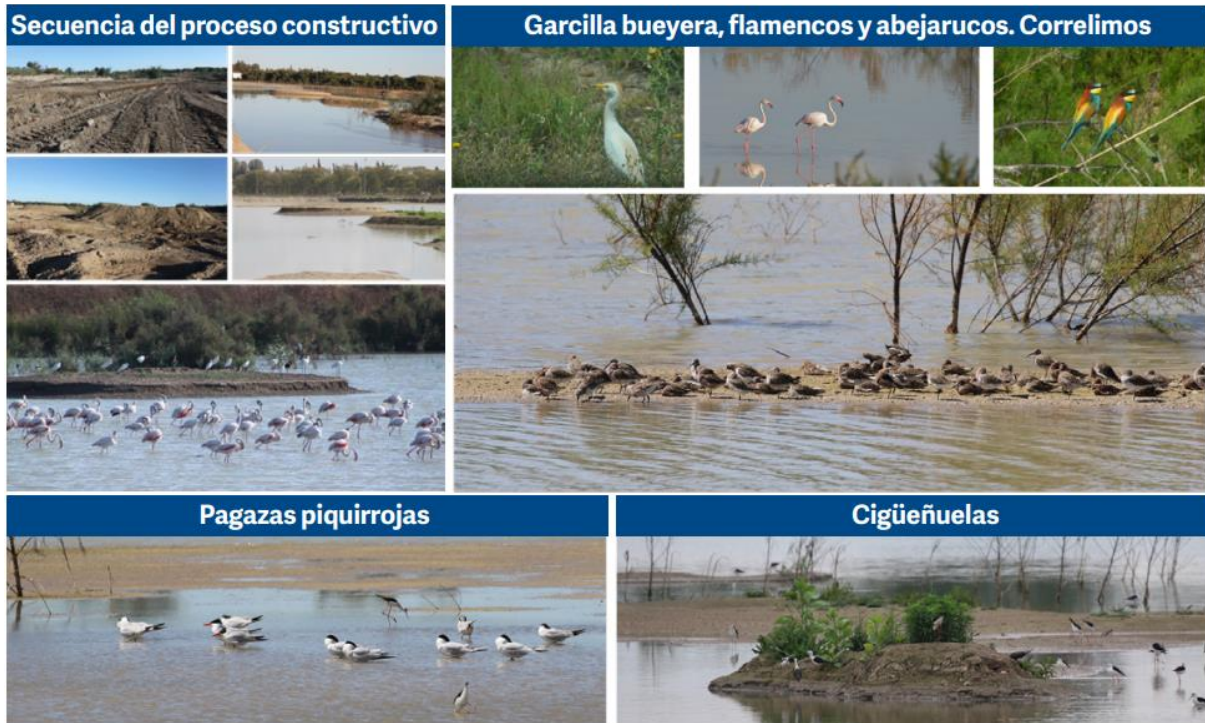 Secuencia del proceso constructivo
Garcilla bueyera, flamencos y abejarucos. Correlimos
Pagazas piquirrojas
Cigüeñuelas